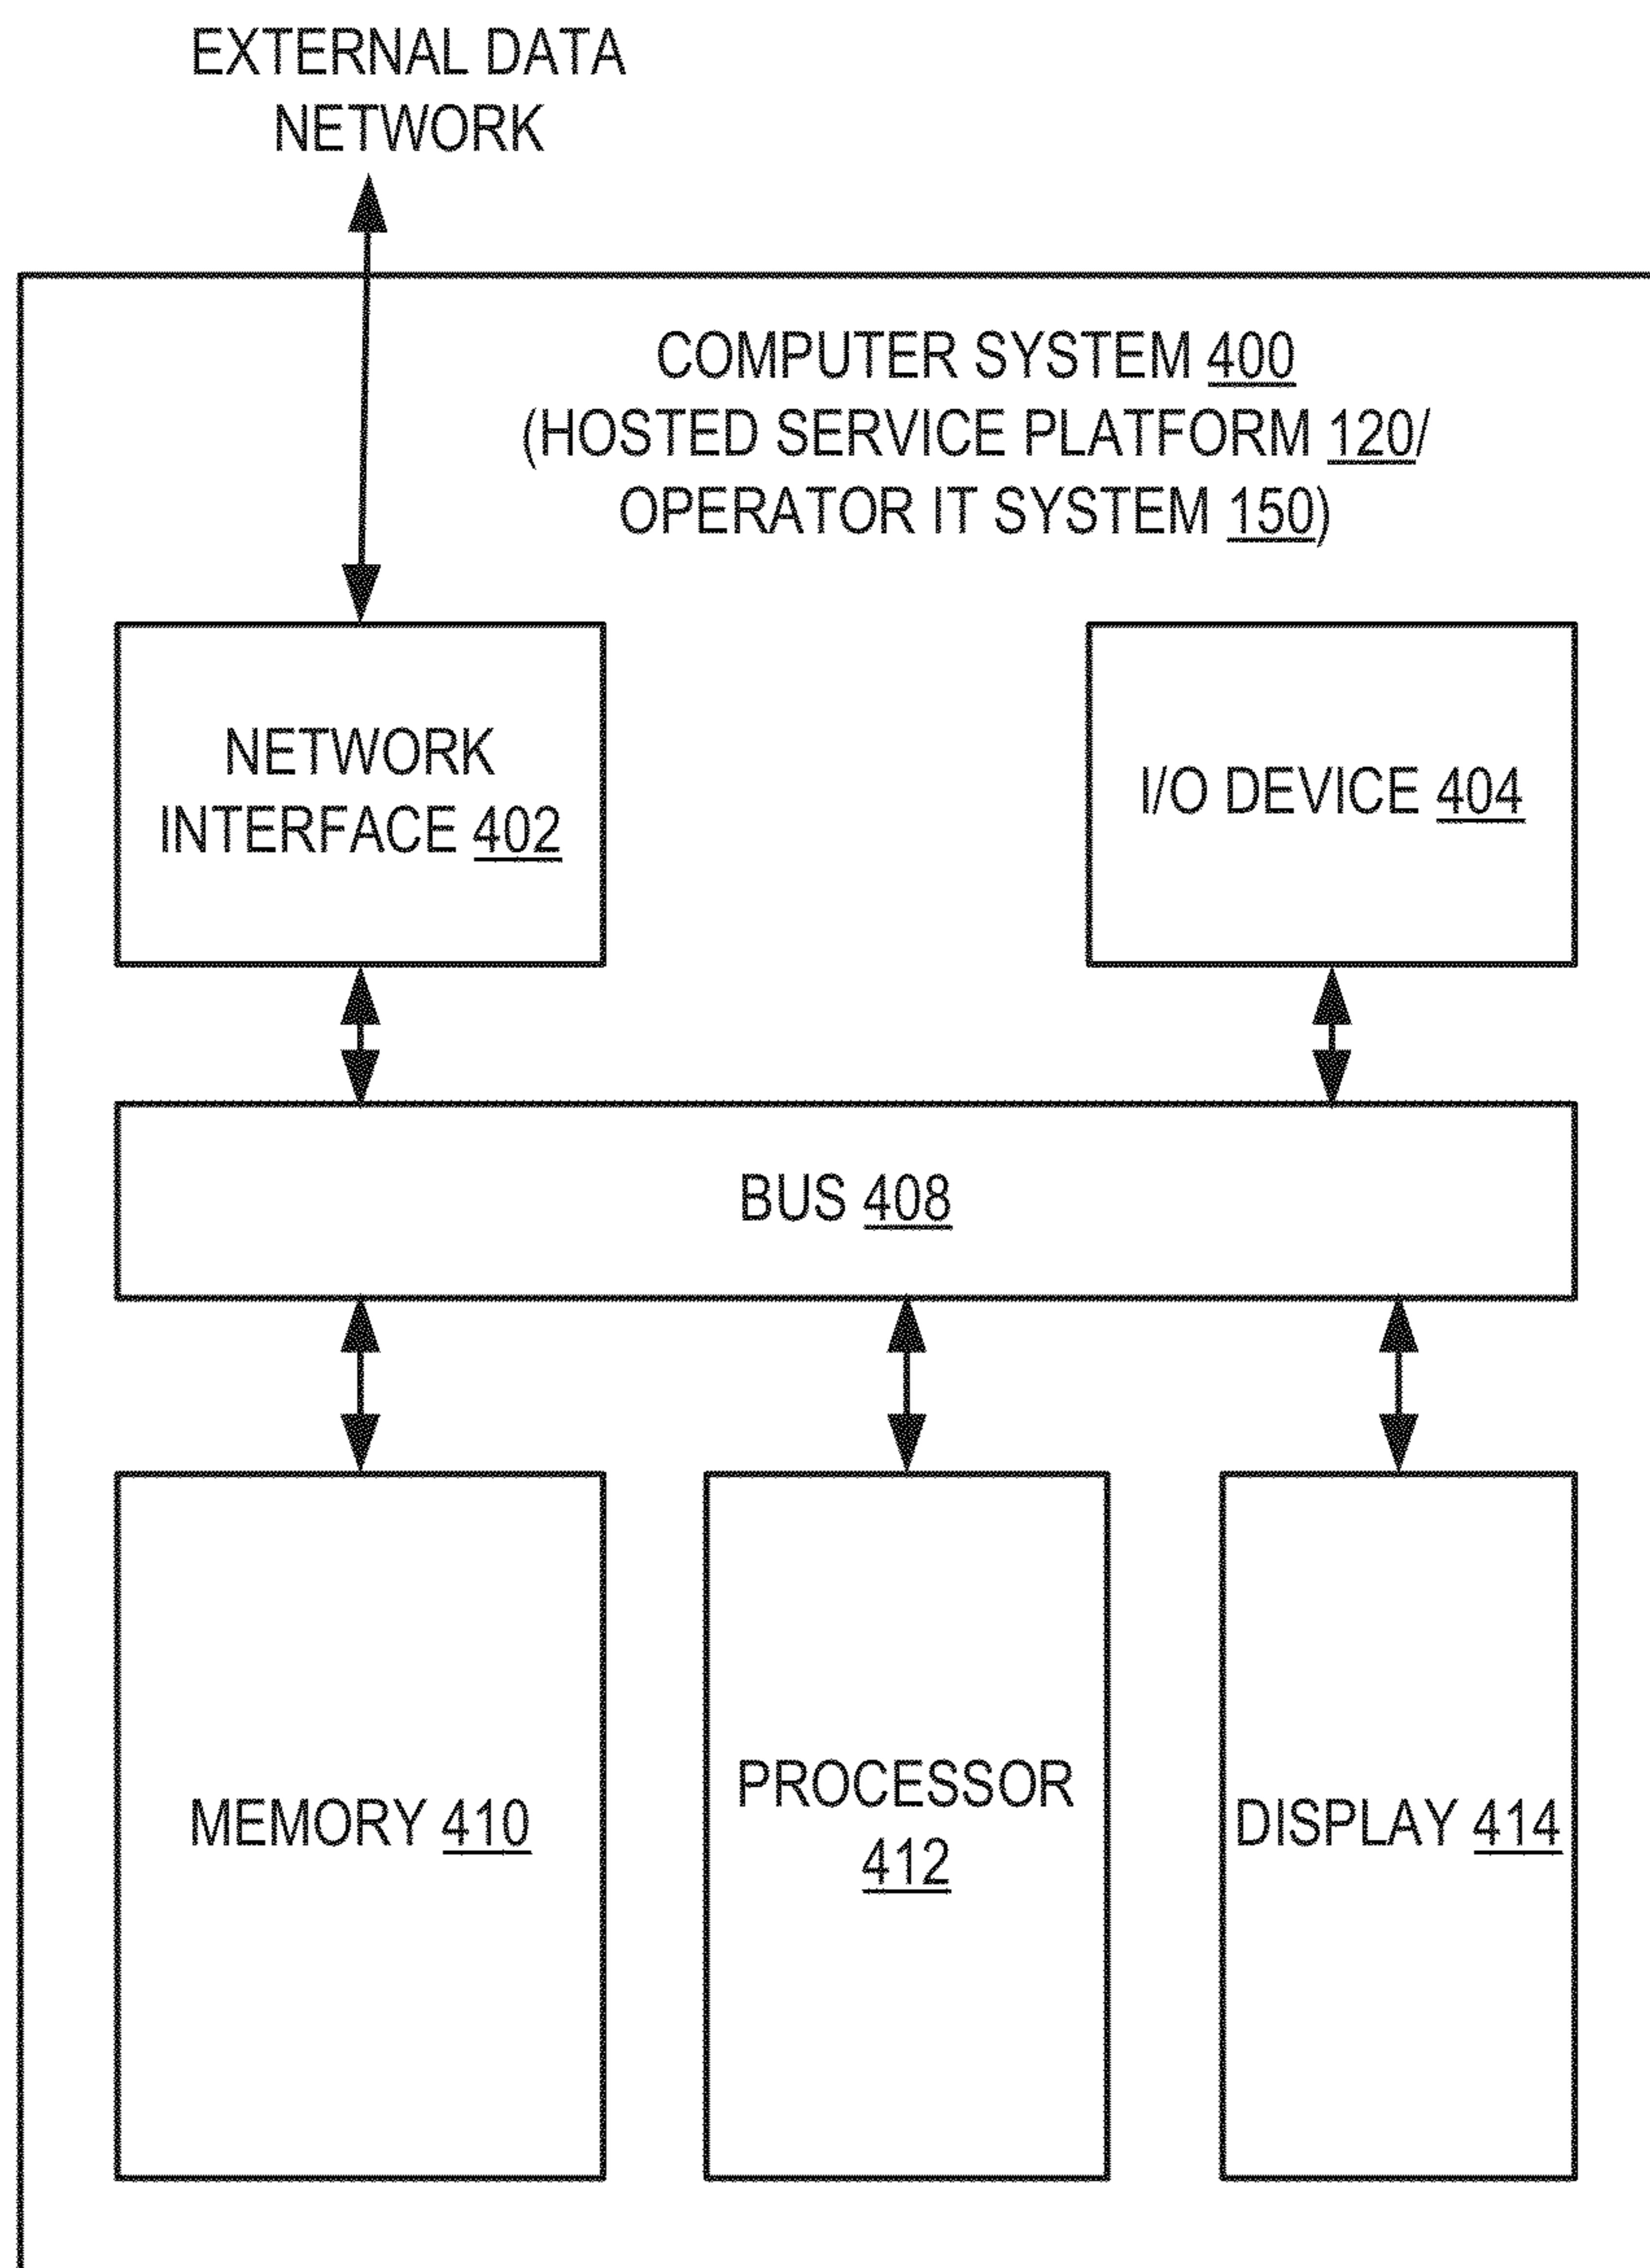 EXTERNAL DATA
NETWORK
COMPUTER SYSTEM 400
(HOSTED SERVICE PLATFORM 120/
OPERATOR IT SYSTEM 150)
NETWORK
INTERFACE 402
I/O DEVICE 404
BUS 408
MEMORY 410
PROCESSOR
412
DISPLAY 414